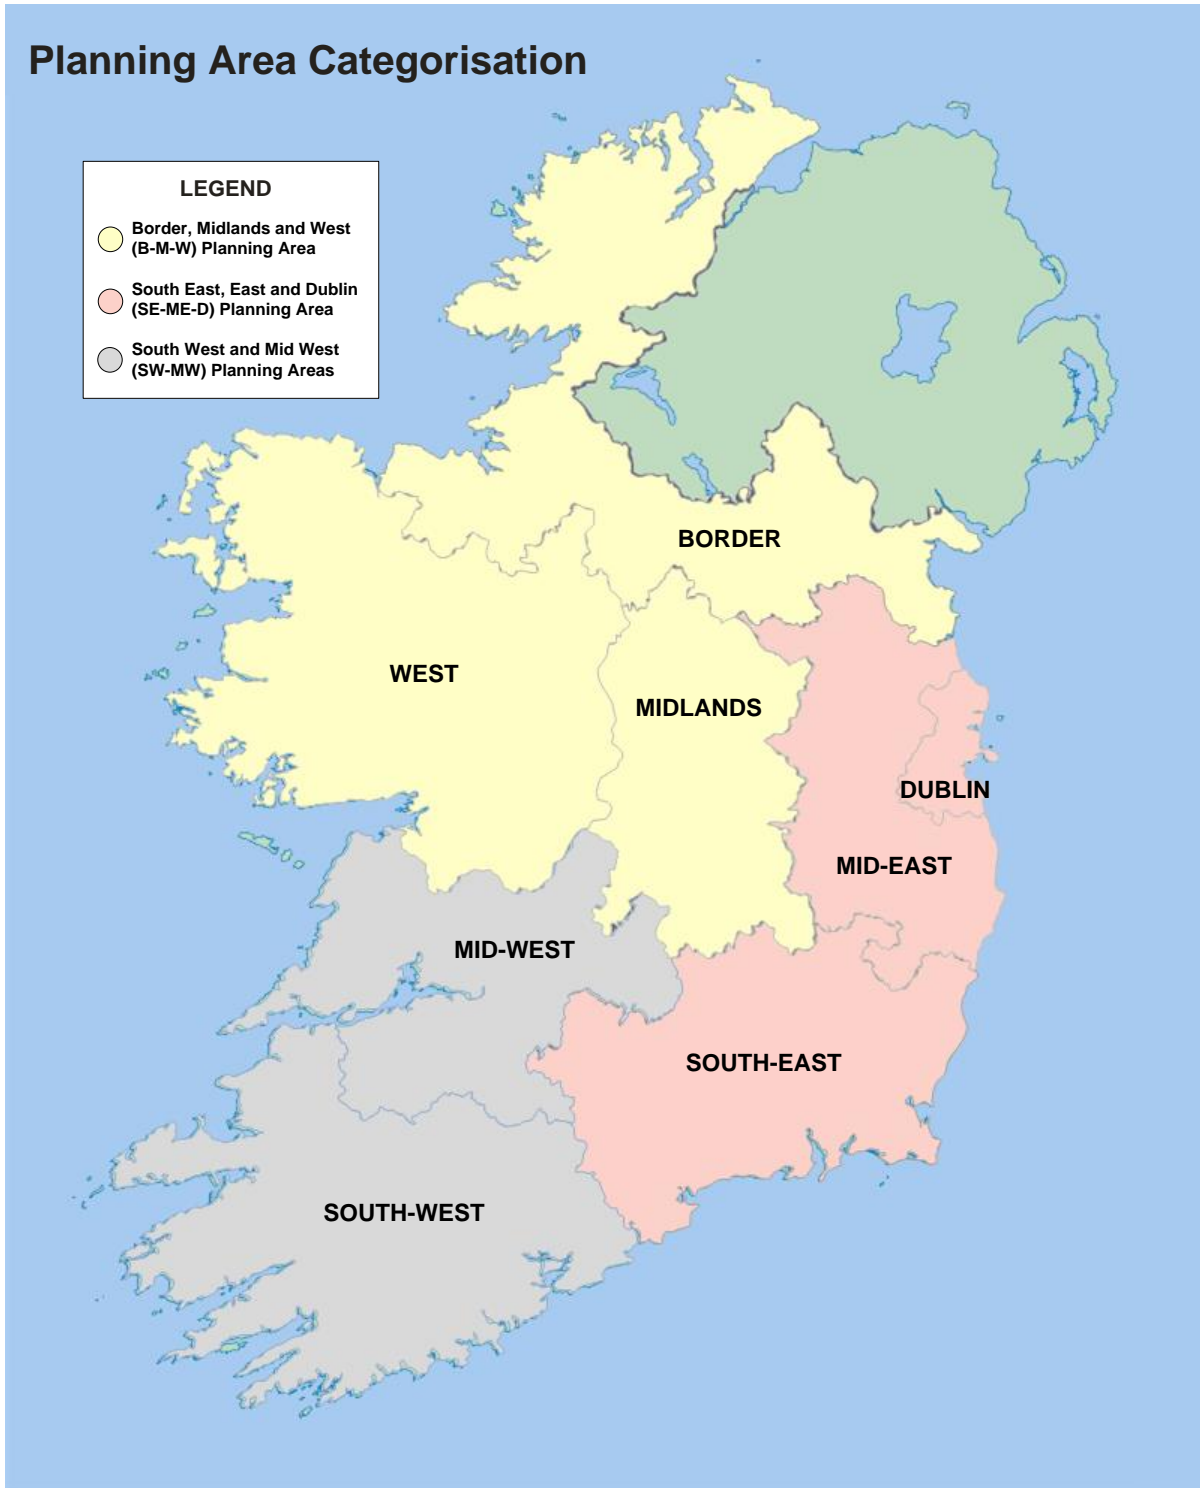 Planning Area Categorisation
LEGEND
Border, Midlands and West
(B-M-W) Planning Area
South East, East and Dublin
(SE-ME-D) Planning Area
South West and Mid West
(SW-MW) Planning Areas
BORDER
WEST
MIDLANDS
DUBLIN
MID-EAST
MID-WEST
SOUTH-EAST
SOUTH-WEST